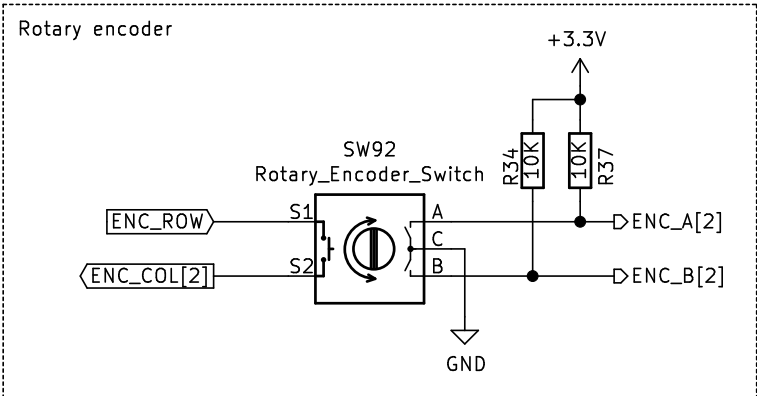 Rotary encoder
+3.3V
R34
10K
10K
R37
SW92
Rotary_Encoder_Switch
ENC_ROW
S1
A
ENC_A[2]
C
ENC_COL[2]
S2
B
ENC_B[2]
GND